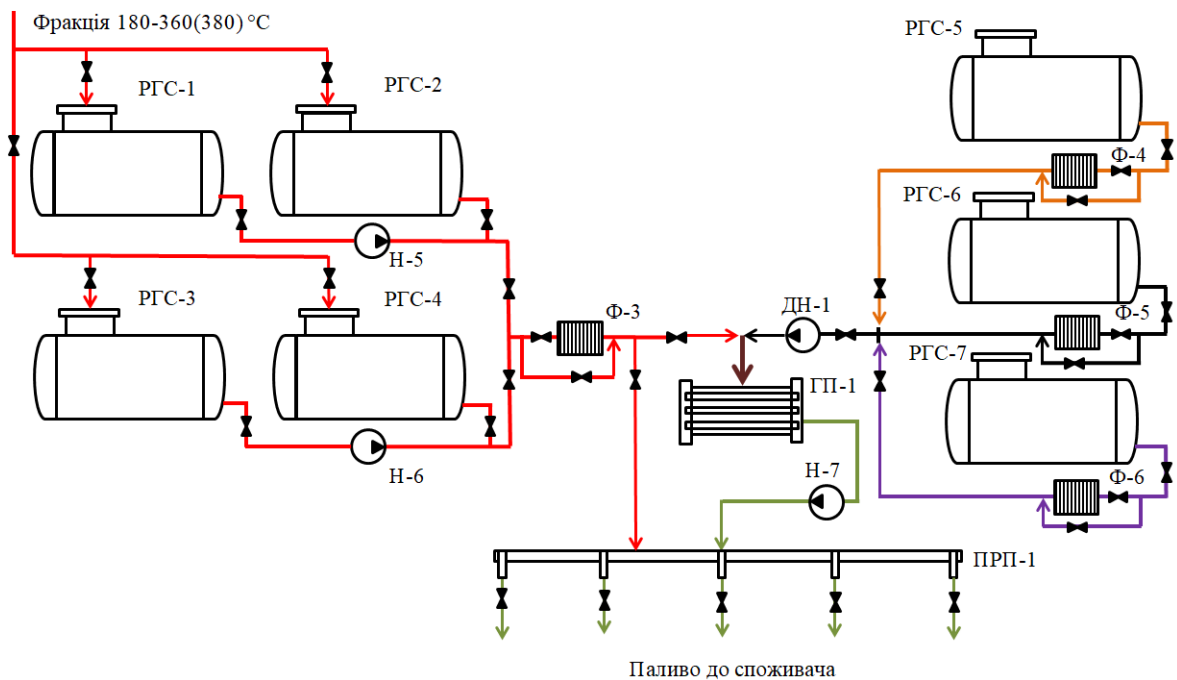 Фракція 180-360(380) °С
РГС-5
РГС-1
РГС-2
Ф-4
РГС-6
Н-5
РГС-3
РГС-4
Ф-3
ДН-1
Ф-5
РГС-7
ГП-1
Н-6
Н-7
Ф-6
ПРП-1
Паливо до споживача